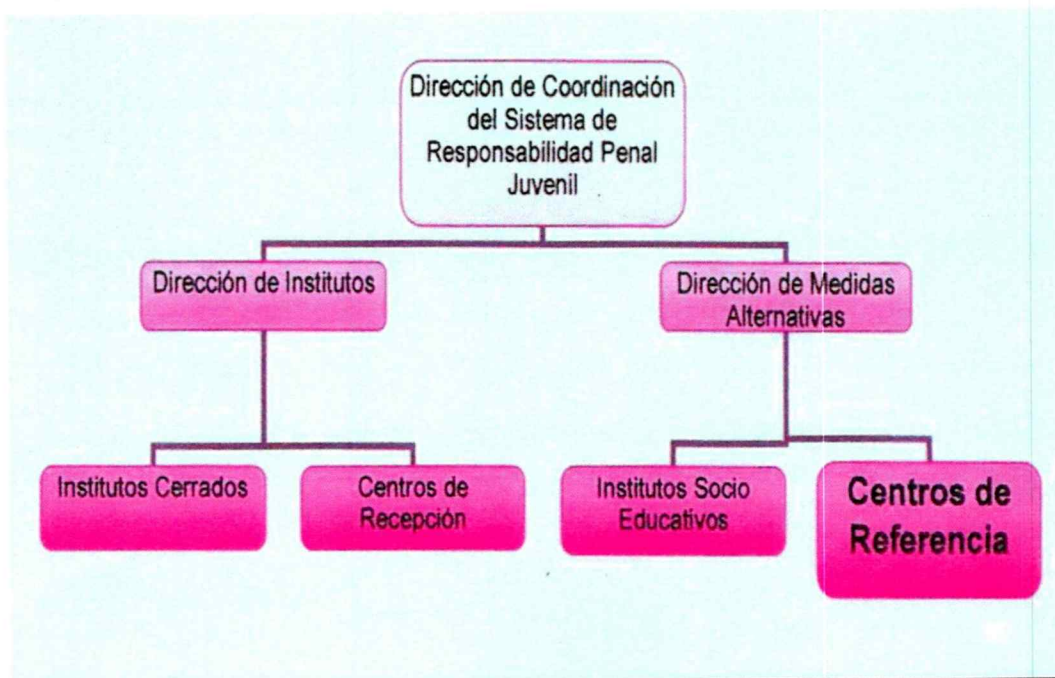 Dirección de Coordinación
del Sistema de
Responsabilidad Penal
Juvenil
Dirección de Institutos
Dirección de Medidas
Alternativas
Institutos Cerrados
Centros de
Recepción
Institutos Socio
Educativos
Centros de
Referencia